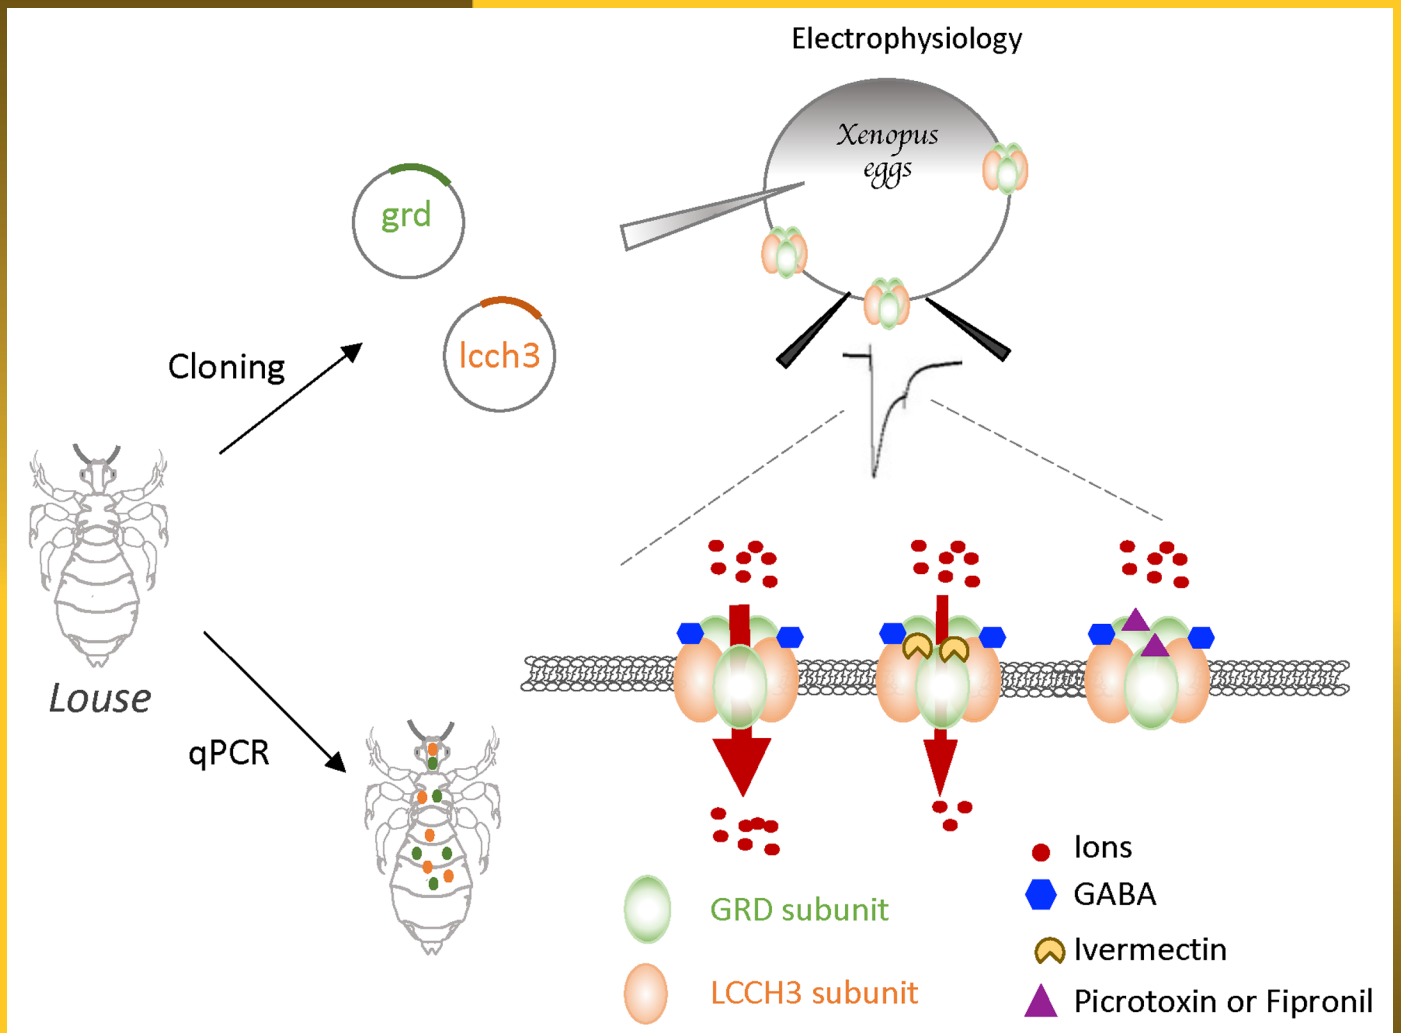 Electrophysiology
Xenopus
eggs
grd
lcch3
Cloning
Louse
qPCR
GRD subunit
LCCH3 subunit
Ions
GABA
Ivermectin
Picrotoxin or Fipronil